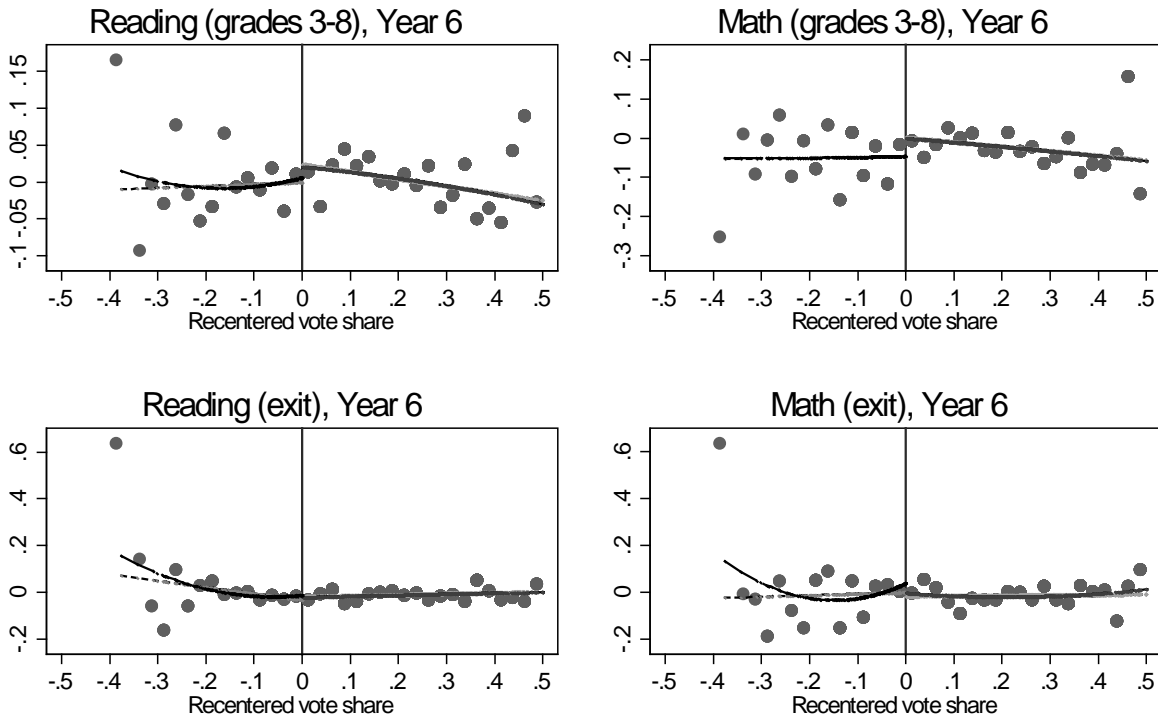 Reading (grades 3-8), Year 6
.15
.1
.05
0
-.05
-.1
-.5 -.4 -.3 -.2 -.1 0 .1 .2 .3 .4 .5
Recentered vote share
Math (grades 3-8), Year 6
.2
.1
0
-.1
-.2
-.3
-.5 -.4 -.3 -.2 -.1 0 .1 .2 .3 .4 .5
Recentered vote share
Reading (exit), Year 6
.6
.4
.2
0
-.2
-.5 -.4 -.3 -.2 -.1 0 .1 .2 .3 .4 .5
Recentered vote share
Math (exit), Year 6
.6
.4
.2
0
-.2
-.5 -.4 -.3 -.2 -.1 0 .1 .2 .3 .4 .5
Recentered vote share